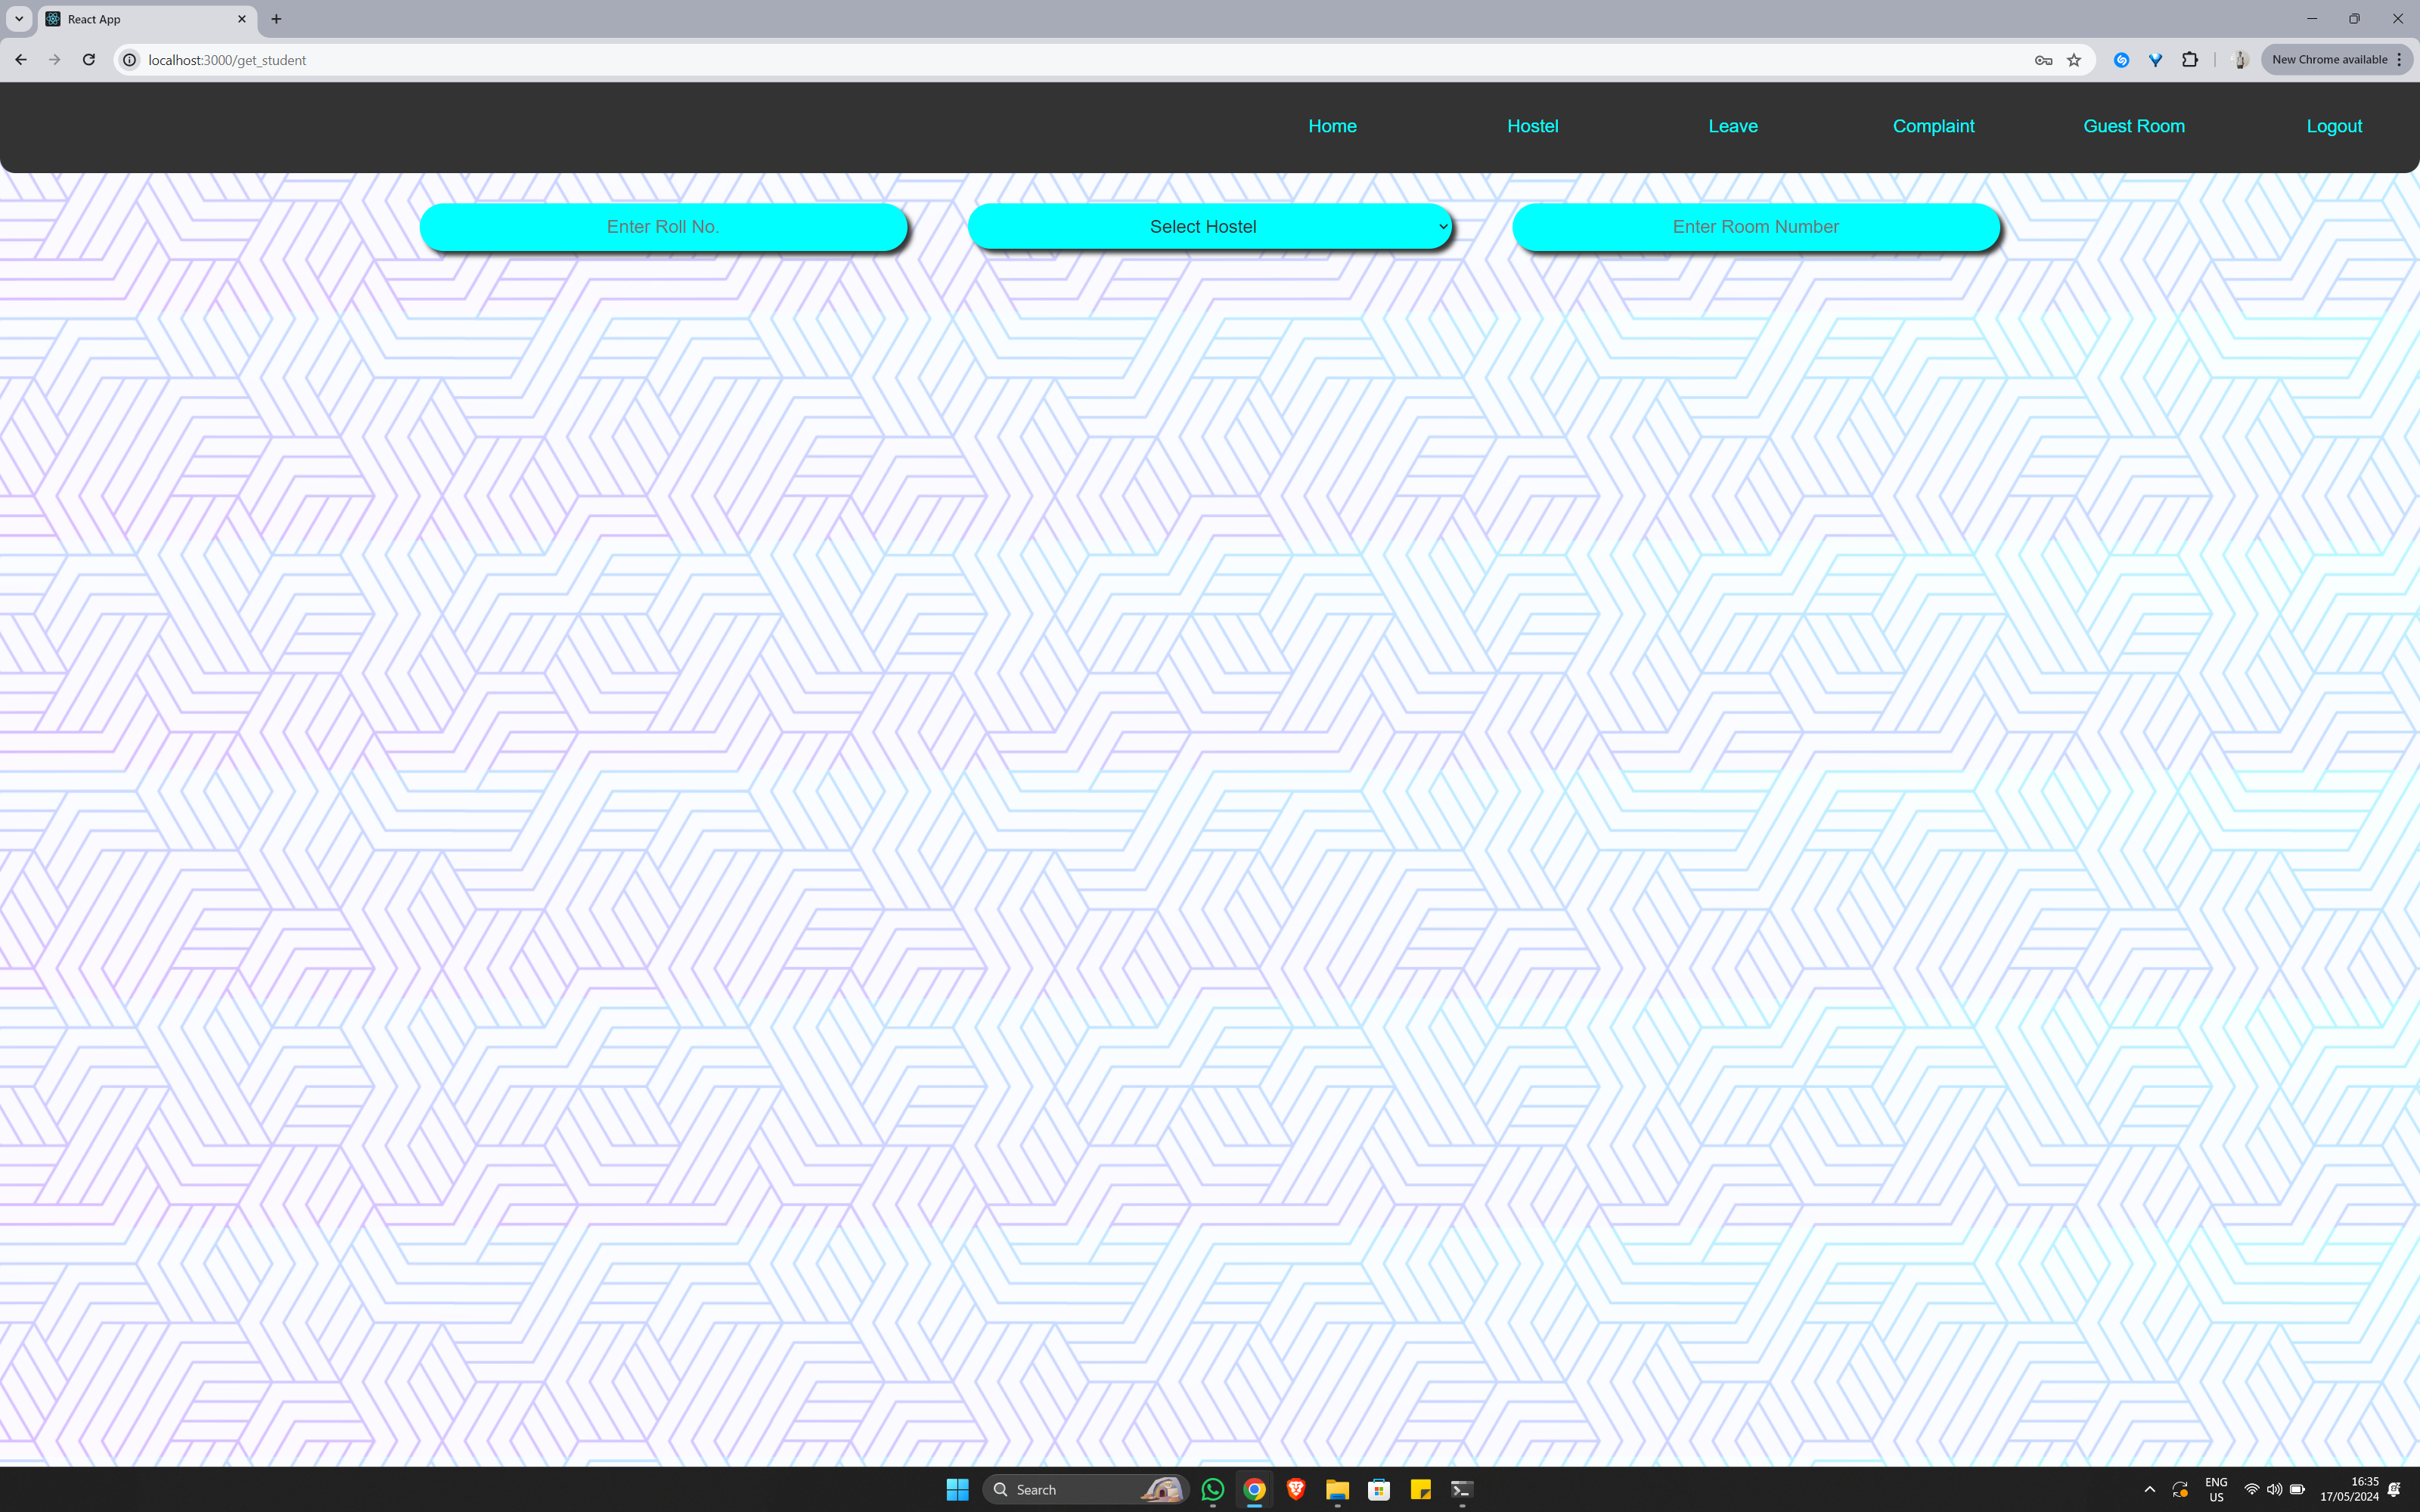 React App
localhost:3000/get_student
New Chrome available
Home Hostel Leave Complaint Guest Room Logout
Enter Roll No. Select Hostel Enter Room Number
Search
ENG
US
16:35
17/05/2024